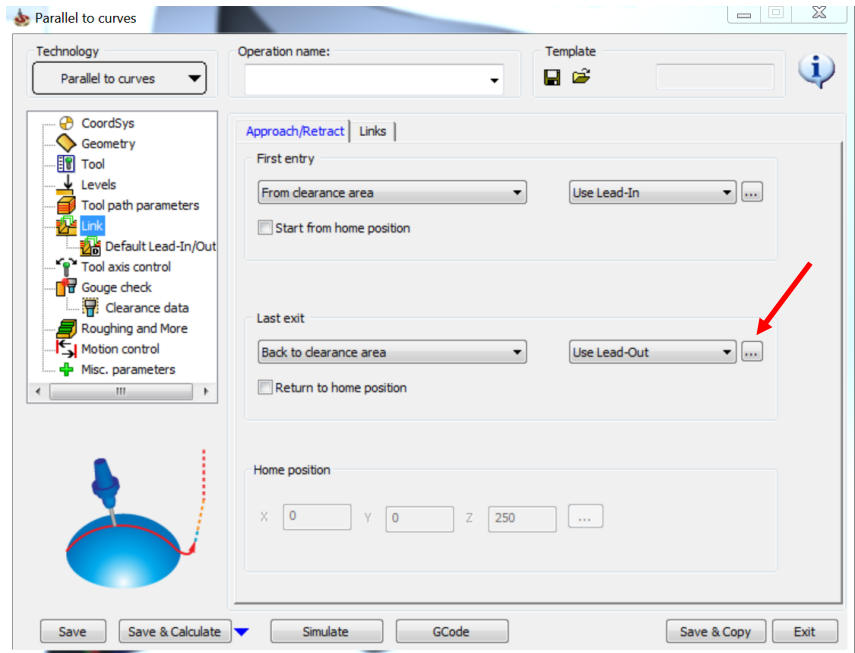 Parallel to curves
Technology
Parallel to curves
Operation name:
Template
CoordSys
Geometry
Tool
Levels
Tool path parameters
Link
Default Lead-In/Out
Tool axis control
Gouge check
Clearance data
Roughing and More
Motion control
Misc. parameters
Approach/Retract Links
First entry
From clearance area Use Lead-In ...
Start from home position
Last exit
Back to clearance area Use Lead-Out ...
Return to home position
Home position
X 0 Y 0 Z 250 ...
Save Save & Calculate Simulate GCode Save & Copy Exit